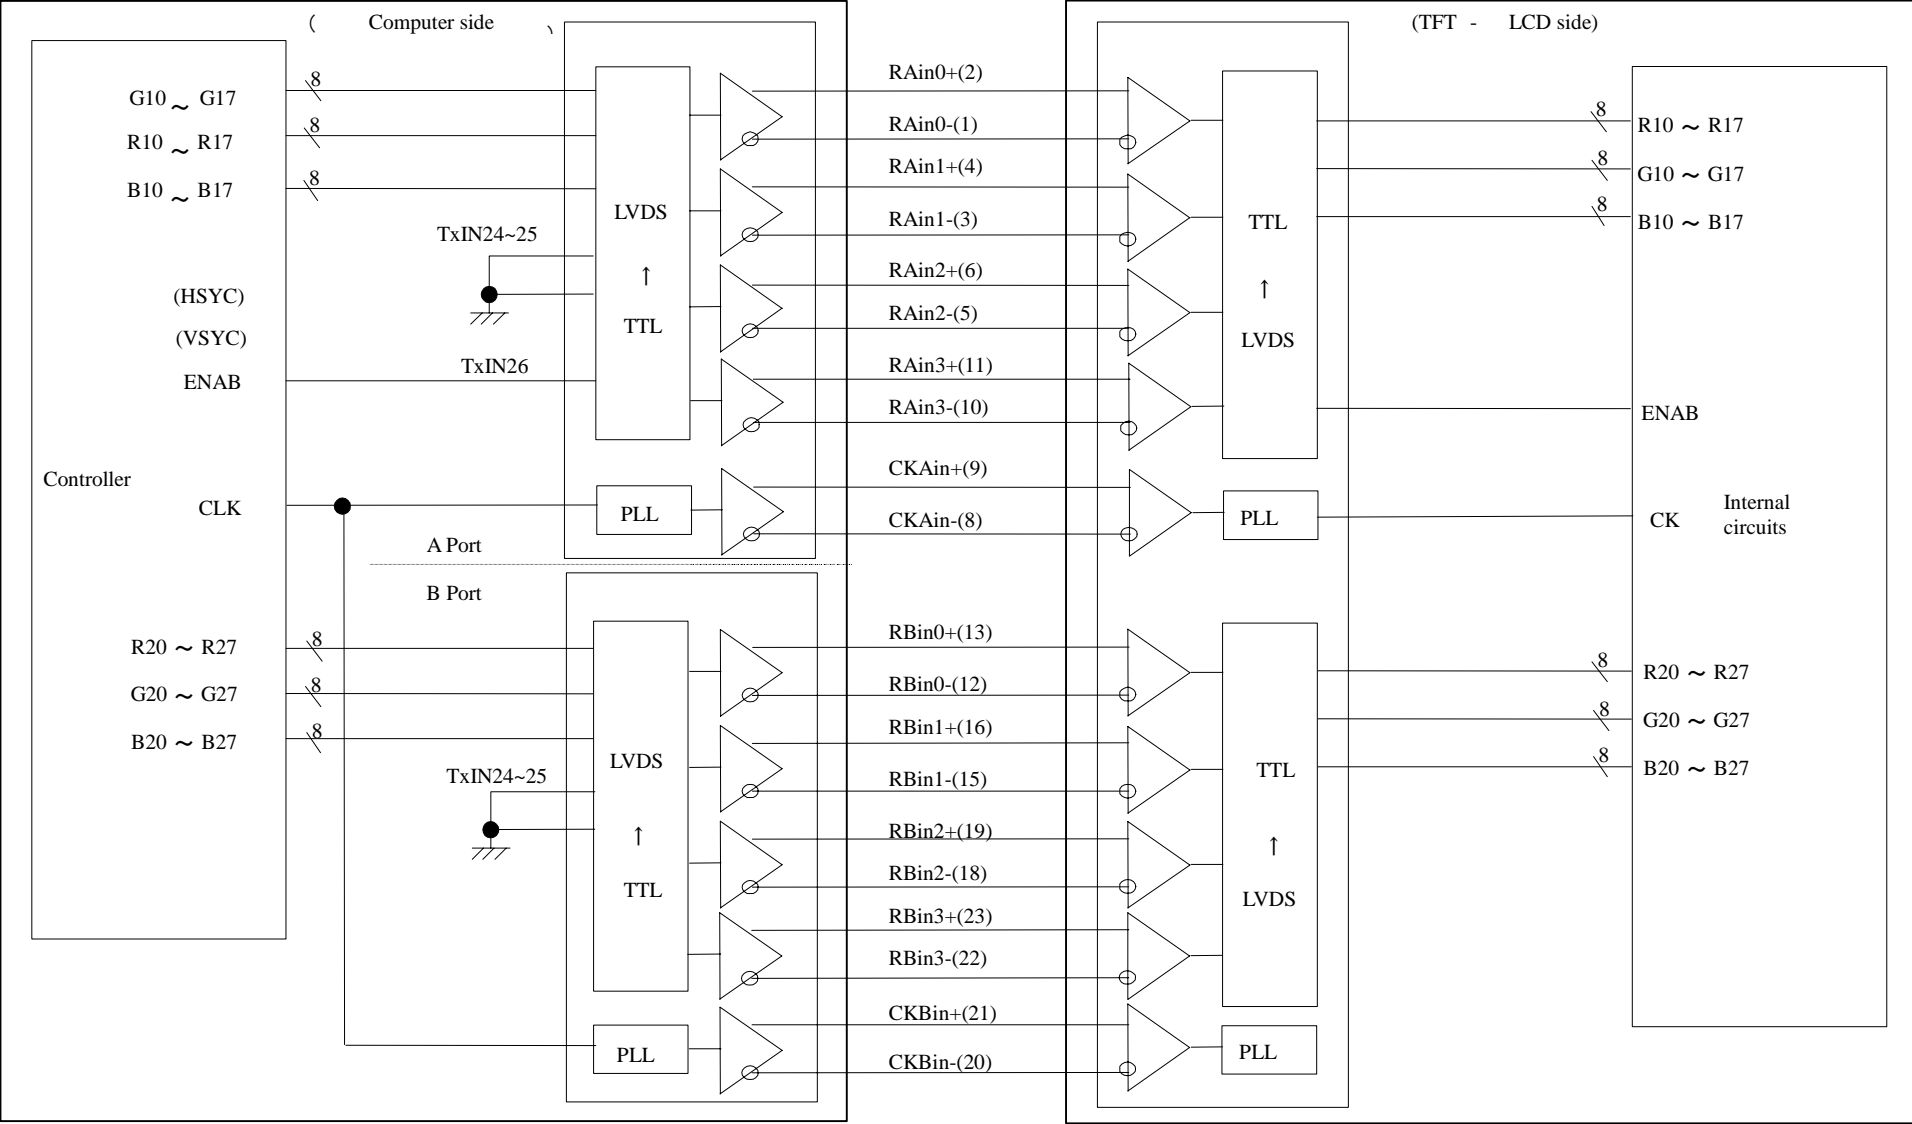 ( Computer side )
Controller
G10 ~ G17
R10 ~ R17
B10 ~ B17
(HSYC)
(VSYC)
ENAB
CLK
R20 ~ R27
G20 ~ G27
B20 ~ B27
8
8
8
TxIN24~25
TxIN26
A Port
B Port
8
8
8
TxIN24~25
LVDS
↑
TTL
PLL
LVDS
↑
TTL
PLL
RAin0+(2)
RAin0-(1)
RAin1+(4)
RAin1-(3)
RAin2+(6)
RAin2-(5)
RAin3+(11)
RAin3-(10)
CKAin+(9)
CKAin-(8)
RBin0+(13)
RBin0-(12)
RBin1+(16)
RBin1-(15)
RBin2+(19)
RBin2-(18)
RBin3+(23)
RBin3-(22)
CKBin+(21)
CKBin-(20)
(TFT - LCD side)
TTL
↑
LVDS
PLL
TTL
↑
LVDS
PLL
8
8
8
8
8
8
R10 ~ R17
G10 ~ G17
B10 ~ B17
ENAB
CK
Internal
circuits
R20 ~ R27
G20 ~ G27
B20 ~ B27